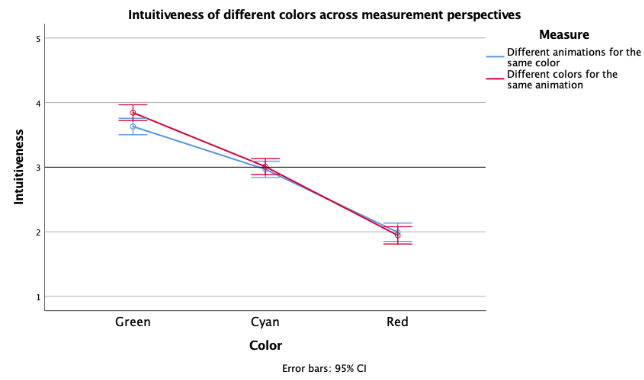 Intuitiveness of different colors across measurement perspectives
Measure
Different animations for the
same color
Different colors for the
same animation
Intuitiveness
5
4
3
2
1
Green
Cyan
Red
Color
Error bars: 95% CI